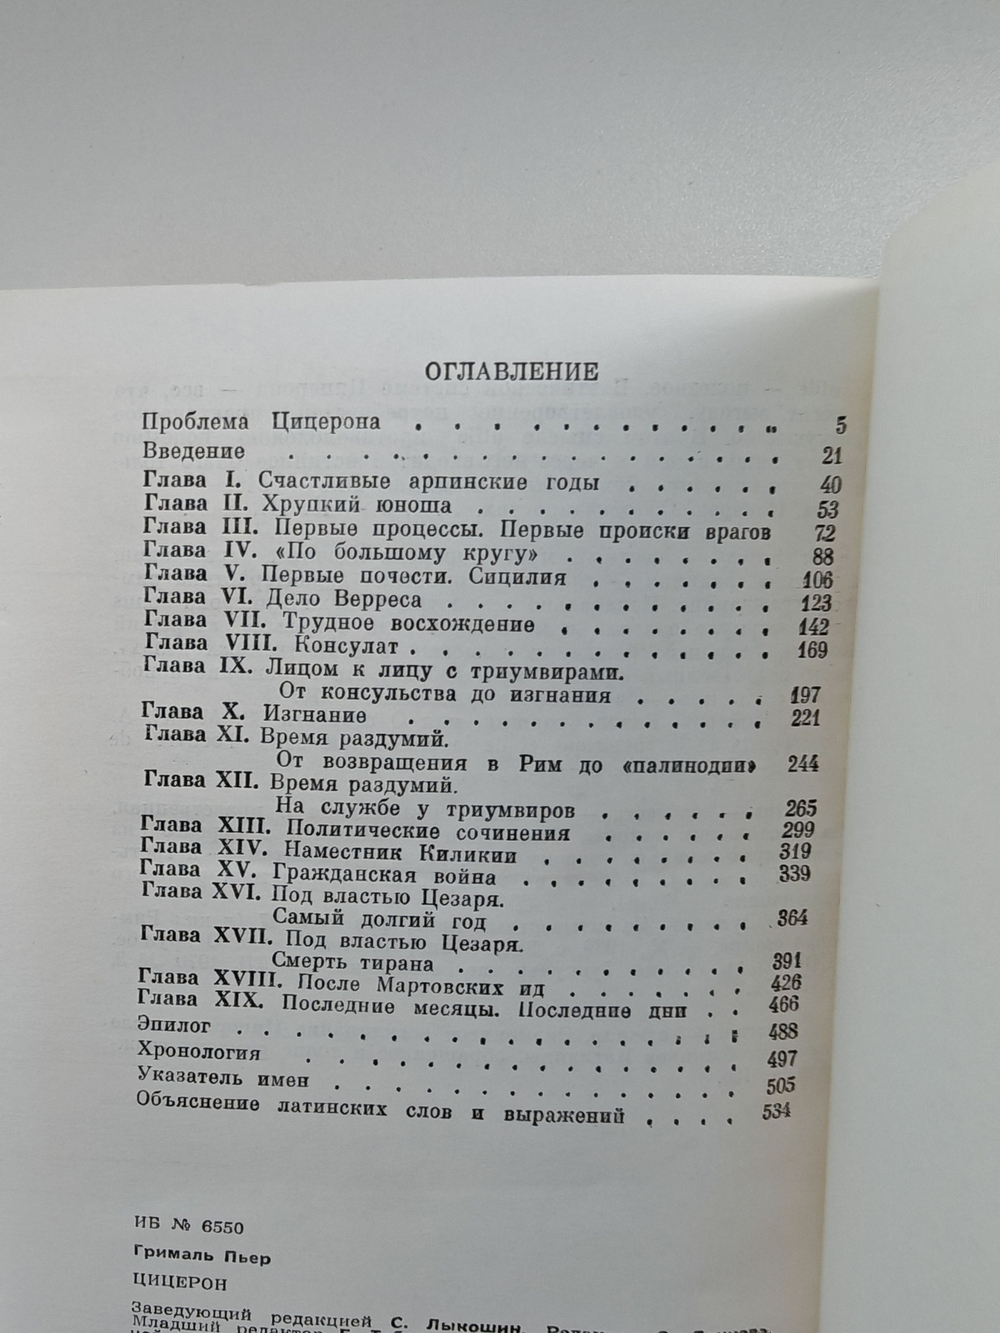 ОГЛАВЛЕНИЕ
Проблема Цицерона . . . . . . . . . . . . 5
Введение . . . . . . . . . . . . . . 21
Глава I. Счастливые арпинские годы . . . . . . 40
Глава II. Хрупкий юноша . . . . . . . . . . . 53
Глава III. Первые процессы. Первые происки врагов 72
Глава IV. «По большому кругу» . . . . . . . . 88
Глава V. Первые почести. Сицилия . . . . . . . 106
Глава VI. Дело Верреса . . . . . . . . . . . . 123
Глава VII. Трудное восхождение . . . . . . . . 142
Глава VIII. Консулат . . . . . . . . . . . . . 169
Глава IX. Лицом к лицу с триумвирами.
От консульства до изгнания . . . . . 197
Глава X. Изгнание . . . . . . . . . . . . 221
Глава XI. Время раздумий.
От возвращения в Рим до «палинодии» 244
Глава XII. Время раздумий.
На службе у триумвиров . . . . . . 265
Глава XIII. Политические сочинения . . . . . . 299
Глава XIV. Наместник Киликии . . . . . . . . 319
Глава XV. Гражданская война . . . . . . . . . 339
Глава XVI. Под властью Цезаря.
Самый долгий год . . . . . . . . . 364
Глава XVII. Под властью Цезаря.
Смерть тирана . . . . . . . . . . . 391
Глава XVIII. После Мартовских ид . . . . . . . 426
Глава XIX. Последние месяцы. Последние дни . . 466
Эпилог . . . . . . . . . . . . . . . . 488
Хронология . . . . . . . . . . . . . . 497
Указатель имен . . . . . . . . . . . . . 505
Объяснение латинских слов и выражений . . . . 534
ИБ № 6550
Грималь Пьер
ЦИЦЕРОН
Заведующий редакцией С. Лыкошин.
Младший редактор